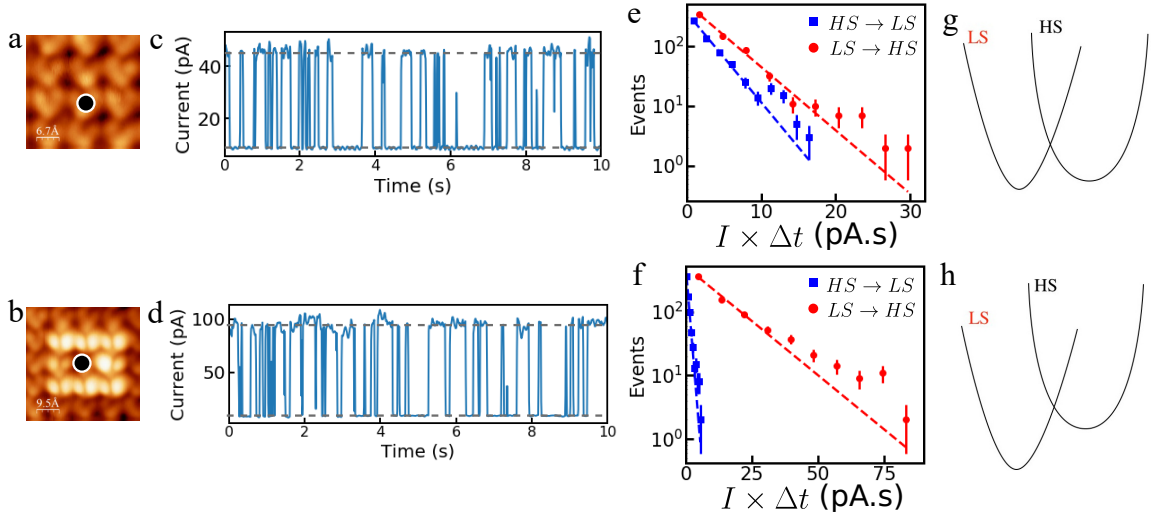 a
6.7Å
c
Current (pA)
40
20
0
2
4
6
8
10
Time (s)
e
Events
10²
10¹
10⁰
HS → LS
LS → HS
0
10
20
30
I × Δt (pA.s)
g
LS
HS
b
9.5Å
d
Current (pA)
100
50
0
2
4
6
8
10
Time (s)
f
Events
10²
10¹
10⁰
HS → LS
LS → HS
0
25
50
75
I × Δt (pA.s)
h
LS
HS